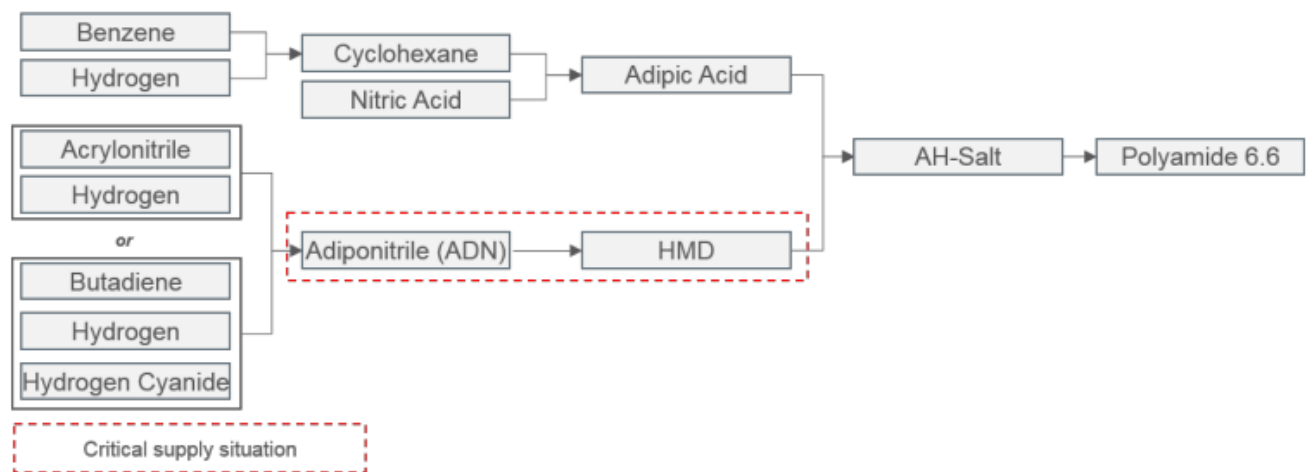 Benzene
Hydrogen
Cyclohexane
Nitric Acid
Adipic Acid
Acrylonitrile
Hydrogen
or
Butadiene
Hydrogen
Hydrogen Cyanide
Adiponitrile (ADN)
HMD
AH-Salt
Polyamide 6.6
Critical supply situation